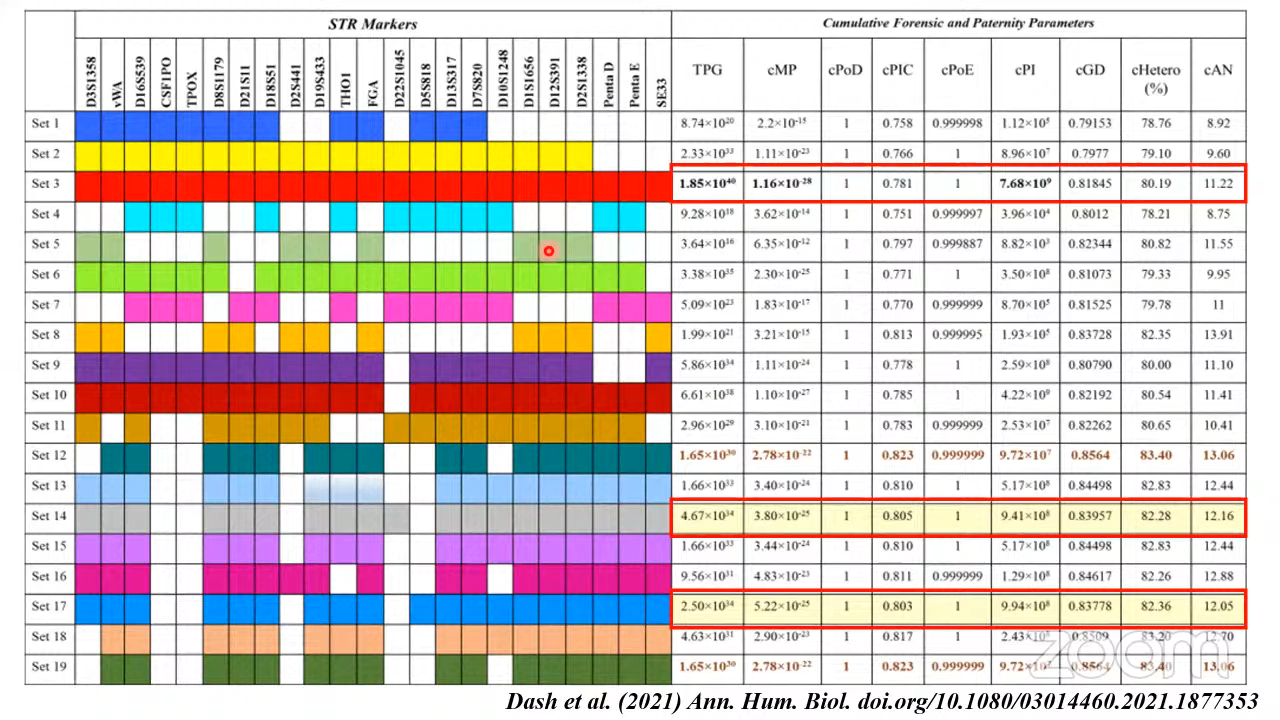 STR Markers Cumulative Forensic and Paternity Parameters
D3S1358 vWA D16S539 CSF1PO TPOX D8S1179 D21S11 D18S51 D2S441 D19S433 THO1 FGA D22S1045 D5S818 D13S317 D7S820 D10S1248 D1S1656 D12S391 D2S1338 Penta D Penta E SE33 TPG cMP cPoD cPIC cPoE cPI cGD cHetero (%) cAN
Set 1 8.74×10²⁰ 2.2×10⁻¹⁵ 1 0.758 0.999998 1.12×10⁵ 0.79153 78.76 8.92
Set 2 2.33×10³³ 1.11×10⁻²³ 1 0.766 1 8.96×10⁷ 0.7977 79.10 9.60
Set 3 1.85×10⁴⁰ 1.16×10⁻²⁸ 1 0.781 1 7.68×10⁹ 0.81845 80.19 11.22
Set 4 9.28×10¹⁸ 3.62×10⁻¹⁴ 1 0.751 0.999997 3.96×10⁴ 0.8012 78.21 8.75
Set 5 3.64×10¹⁶ 6.35×10⁻¹² 1 0.797 0.999887 8.82×10³ 0.82344 80.82 11.55
Set 6 3.38×10³⁵ 2.30×10⁻²⁵ 1 0.771 1 3.50×10⁸ 0.81073 79.33 9.95
Set 7 5.09×10²³ 1.83×10⁻¹⁷ 1 0.770 0.999999 8.70×10⁵ 0.81525 79.78 11
Set 8 1.99×10²¹ 3.21×10⁻¹⁵ 1 0.813 0.999995 1.93×10⁵ 0.83728 82.35 13.91
Set 9 5.86×10³⁴ 1.11×10⁻²⁴ 1 0.778 1 2.59×10⁸ 0.80790 80.00 11.10
Set 10 6.61×10³⁸ 1.10×10⁻²⁷ 1 0.785 1 4.22×10⁹ 0.82192 80.54 11.41
Set 11 2.96×10²⁹ 3.10×10⁻²¹ 1 0.783 0.999999 2.53×10⁷ 0.82262 80.65 10.41
Set 12 1.65×10³⁰ 2.78×10⁻²² 1 0.823 0.999999 9.72×10⁷ 0.8564 83.40 13.06
Set 13 1.66×10³³ 3.40×10⁻²⁴ 1 0.810 1 5.17×10⁸ 0.84498 82.83 12.44
Set 14 4.67×10³⁴ 3.80×10⁻²⁵ 1 0.805 1 9.41×10⁸ 0.83957 82.28 12.16
Set 15 1.66×10³³ 3.44×10⁻²⁴ 1 0.810 1 5.17×10⁸ 0.84498 82.83 12.44
Set 16 9.56×10³¹ 4.83×10⁻²³ 1 0.811 0.999999 1.29×10⁸ 0.84617 82.26 12.88
Set 17 2.50×10³⁴ 5.22×10⁻²⁵ 1 0.803 1 9.94×10⁸ 0.83778 82.36 12.05
Set 18 4.63×10³¹ 2.90×10⁻²³ 1 0.817 1 2.43×10⁸ 0.8509 83.20 12.70
zoom
Set 19 1.65×10³⁰ 2.78×10⁻²² 1 0.823 0.999999 9.72×10⁷ 0.8564 83.40 13.06
Dash et al. (2021) Ann. Hum. Biol. doi.org/10.1080/03014460.2021.1877353